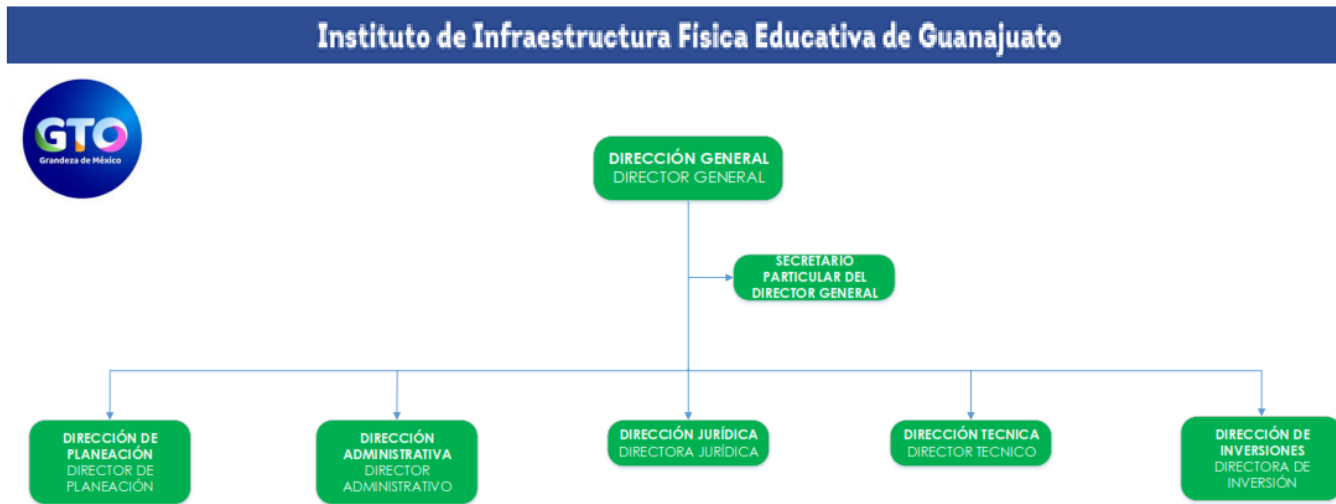 Instituto de Infraestructura Física Educativa de Guanajuato
GTO
Grandeza de México
DIRECCIÓN GENERAL
DIRECTOR GENERAL
SECRETARIO
PARTICULAR DEL
DIRECTOR GENERAL
DIRECCIÓN DE
PLANEACIÓN
DIRECTOR DE
PLANEACIÓN
DIRECCIÓN
ADMINISTRATIVA
DIRECTOR
ADMINISTRATIVO
DIRECCIÓN JURÍDICA
DIRECTORA JURÍDICA
DIRECCIÓN TECNICA
DIRECTOR TECNICO
DIRECCIÓN DE
INVERSIONES
DIRECTORA DE
INVERSIÓN